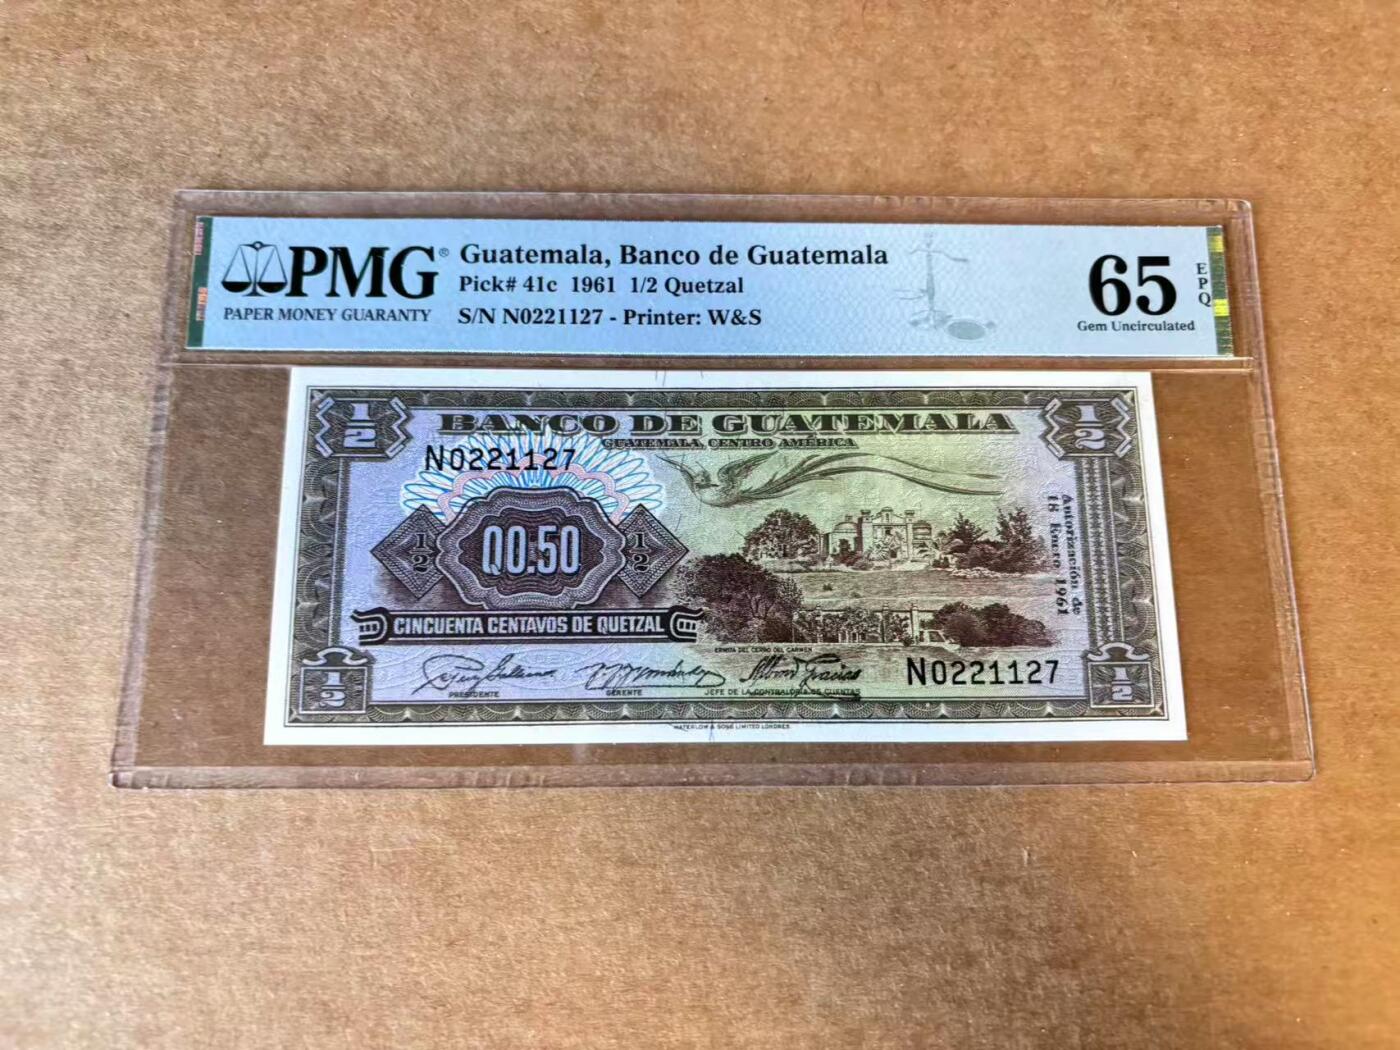 PMG®
PAPER MONEY GUARANTY
Guatemala, Banco de Guatemala
Pick# 41c 1961 1/2 Quetzal
S/N N0221127 - Printer: W&S
65
EPQ
Gem Uncirculated
1/2
BANCO DE GUATEMALA
1/2
GUATEMALA, CENTRO AMÉRICA
N0221127
1/2
Q0.50
1/2
Autorización de
18 Enero 1961
CINCUENTA CENTAVOS DE QUETZAL
ERMITA DEL CERRO DEL CARMEN
N0221127
1/2
PRESIDENTE
GERENTE
JEFE DE LA CONTRALORIA DE CUENTAS
1/2
WATERLOW & SONS LIMITED LONDRES